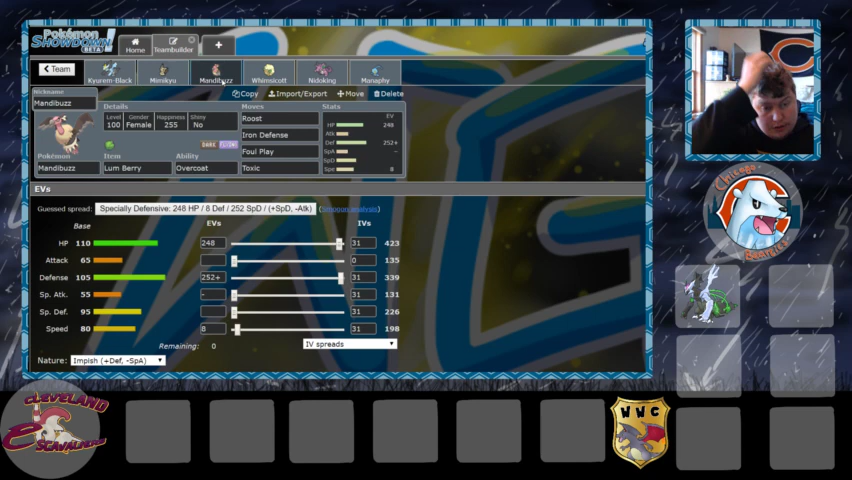 Pokémon
SHOWDOWN!
BETA
Home
Teambuilder
+
< Team
Kyurem-Black
Mimikyu
Mandibuzz
Whimsicott
Nidoking
Manaphy
Copy
Import/Export
Move
Delete
Nickname
Mandibuzz
Details
Level
Gender
Happiness
Shiny
100
Female
255
No
DARK
FLYING
Pokémon
Item
Ability
Mandibuzz
Lum Berry
Overcoat
Moves
Roost
Iron Defense
Foul Play
Toxic
Stats
EV
HP
248
Atk
Def
252+
SpA
-
SpD
Spe
8
EVs
Guessed spread:
Specially Defensive: 248 HP / 8 Def / 252 SpD / (+SpD, -Atk)
(Smogon analysis)
Base
EVs
IVs
HP 110
248
31 423
Attack 65
0 135
Defense 105
252+
31 339
Sp. Atk. 55
-
31 131
Sp. Def. 95
31 226
Speed 80
8
31 198
Remaining: 0
IV spreads
Nature:
Impish (+Def, -SpA)
Chicago
Beartics
CLEVELAND
ESCAVALIERS
WWC